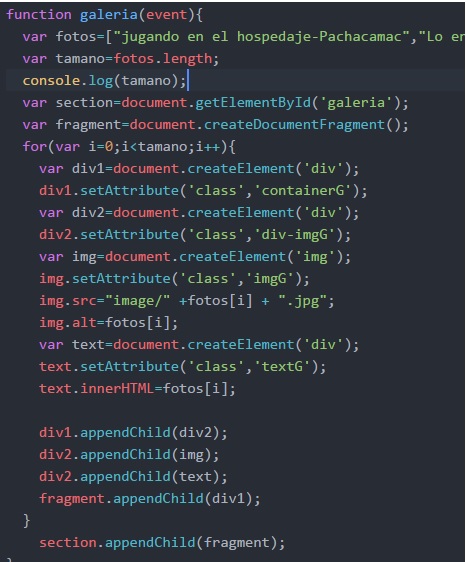 function galeria(event){
var fotos=["jugando en el hospedaje-Pachacamac","Lo en
var tamano=fotos.length;
console.log(tamano);
var section=document.getElementById('galeria');
var fragment=document.createDocumentFragment();
for(var i=0;i<tamano;i++){
var div1=document.createElement('div');
div1.setAttribute('class','containerG');
var div2=document.createElement('div');
div2.setAttribute('class','div-imgG');
var img=document.createElement('img');
img.setAttribute('class','imgG');
img.src="image/" +fotos[i] + ".jpg";
img.alt=fotos[i];
var text=document.createElement('div');
text.setAttribute('class','textG');
text.innerHTML=fotos[i];
div1.appendChild(div2);
div2.appendChild(img);
div2.appendChild(text);
fragment.appendChild(div1);
}
section.appendChild(fragment);
}